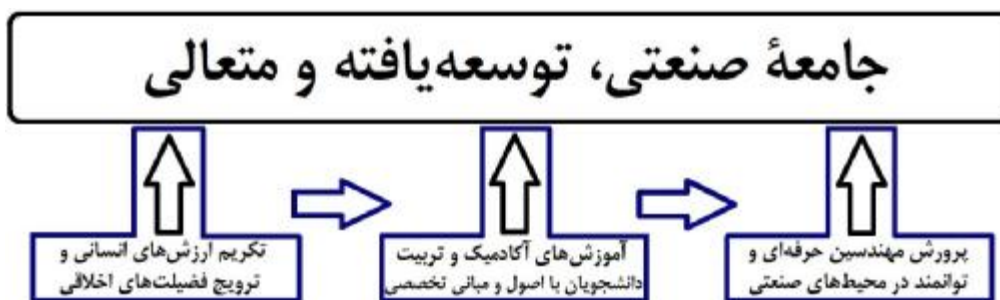 جامعهٔ صنعتی، توسعه‌یافته و متعالی
پرورش مهندسین حرفه‌ای و
توانمند در محیط‌های صنعتی
آموزش‌های آکادمیک و تربیت
دانشجویان با اصول و مبانی تخصصی
تکریم ارزش‌های انسانی و
ترویج فضیلت‌های اخلاقی